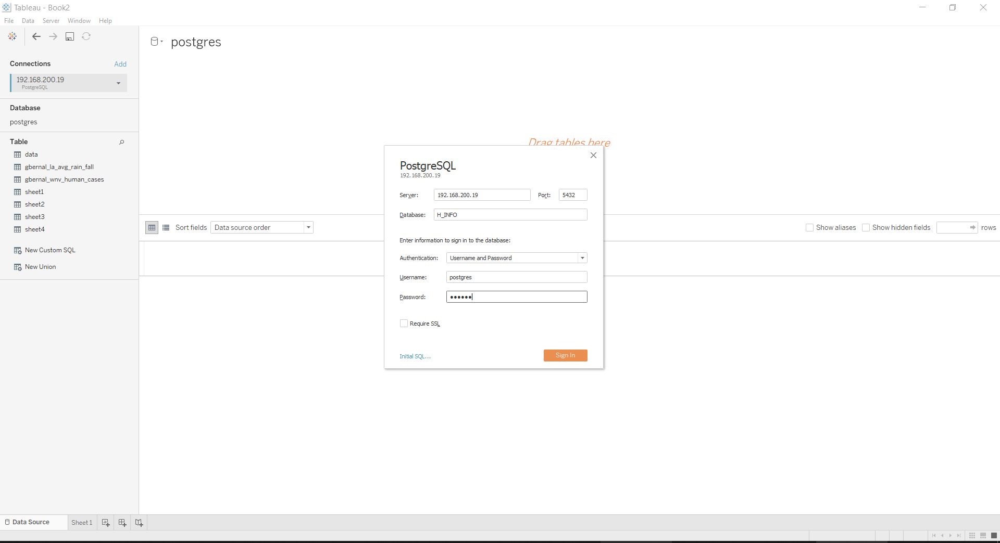 Tableau - Book2
File Data Server Window Help
Connections Add
192.168.200.19
PostgreSQL
Database
postgres
Table
data
gbernal_la_avg_rain_fall
gbernal_wnv_human_cases
sheet1
sheet2
sheet3
sheet4
New Custom SQL
New Union
postgres
Drag tables here
Sort fields Data source order
Show aliases Show hidden fields rows
PostgreSQL
192.168.200.19
Server: 192.168.200.19 Port: 5432
Database: H_INFO
Enter information to sign in to the database:
Authentication: Username and Password
Username: postgres
Password: ••••••
Require SSL
Initial SQL... Sign In
Data Source Sheet 1